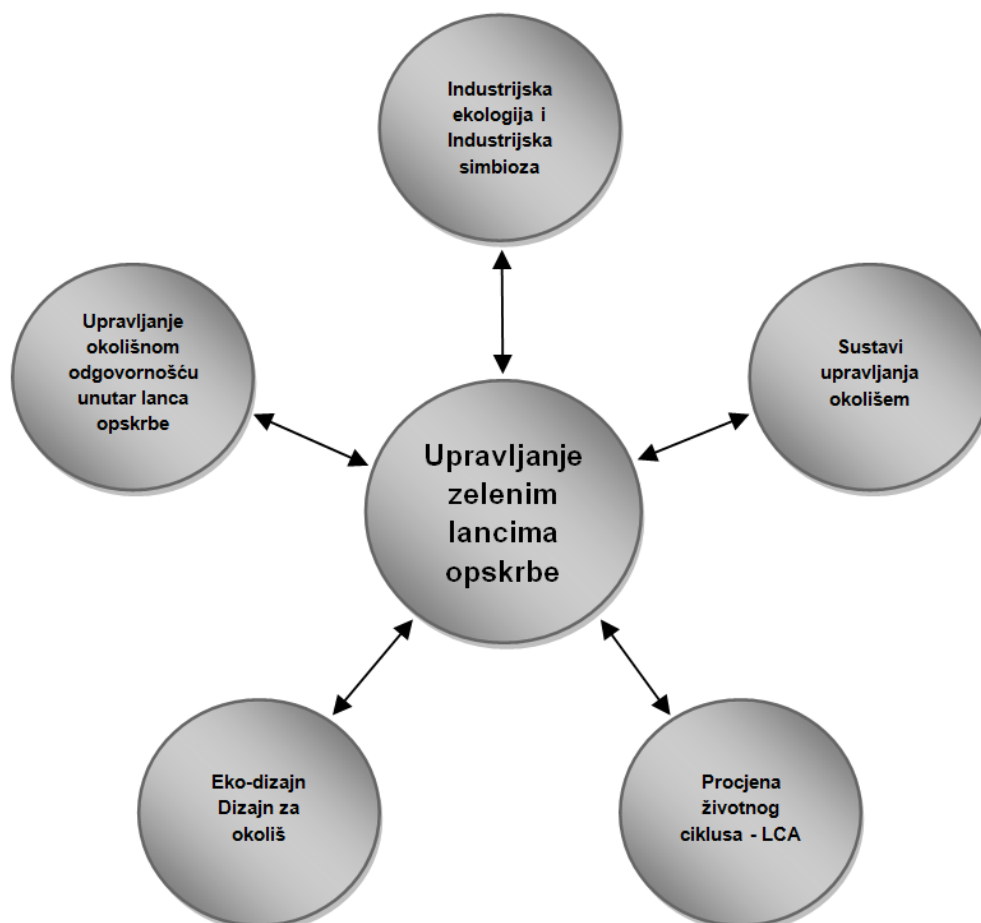 Industrijska
ekologija i
Industrijska
simbioza
Upravljanje
okolišnom
odgovornošću
unutar lanca
opskrbe
Sustavi
upravljanja
okolišem
Upravljanje
zelenim
lancima
opskrbe
Eko-dizajn
Dizajn za
okoliš
Procjena
životnog
ciklusa - LCA